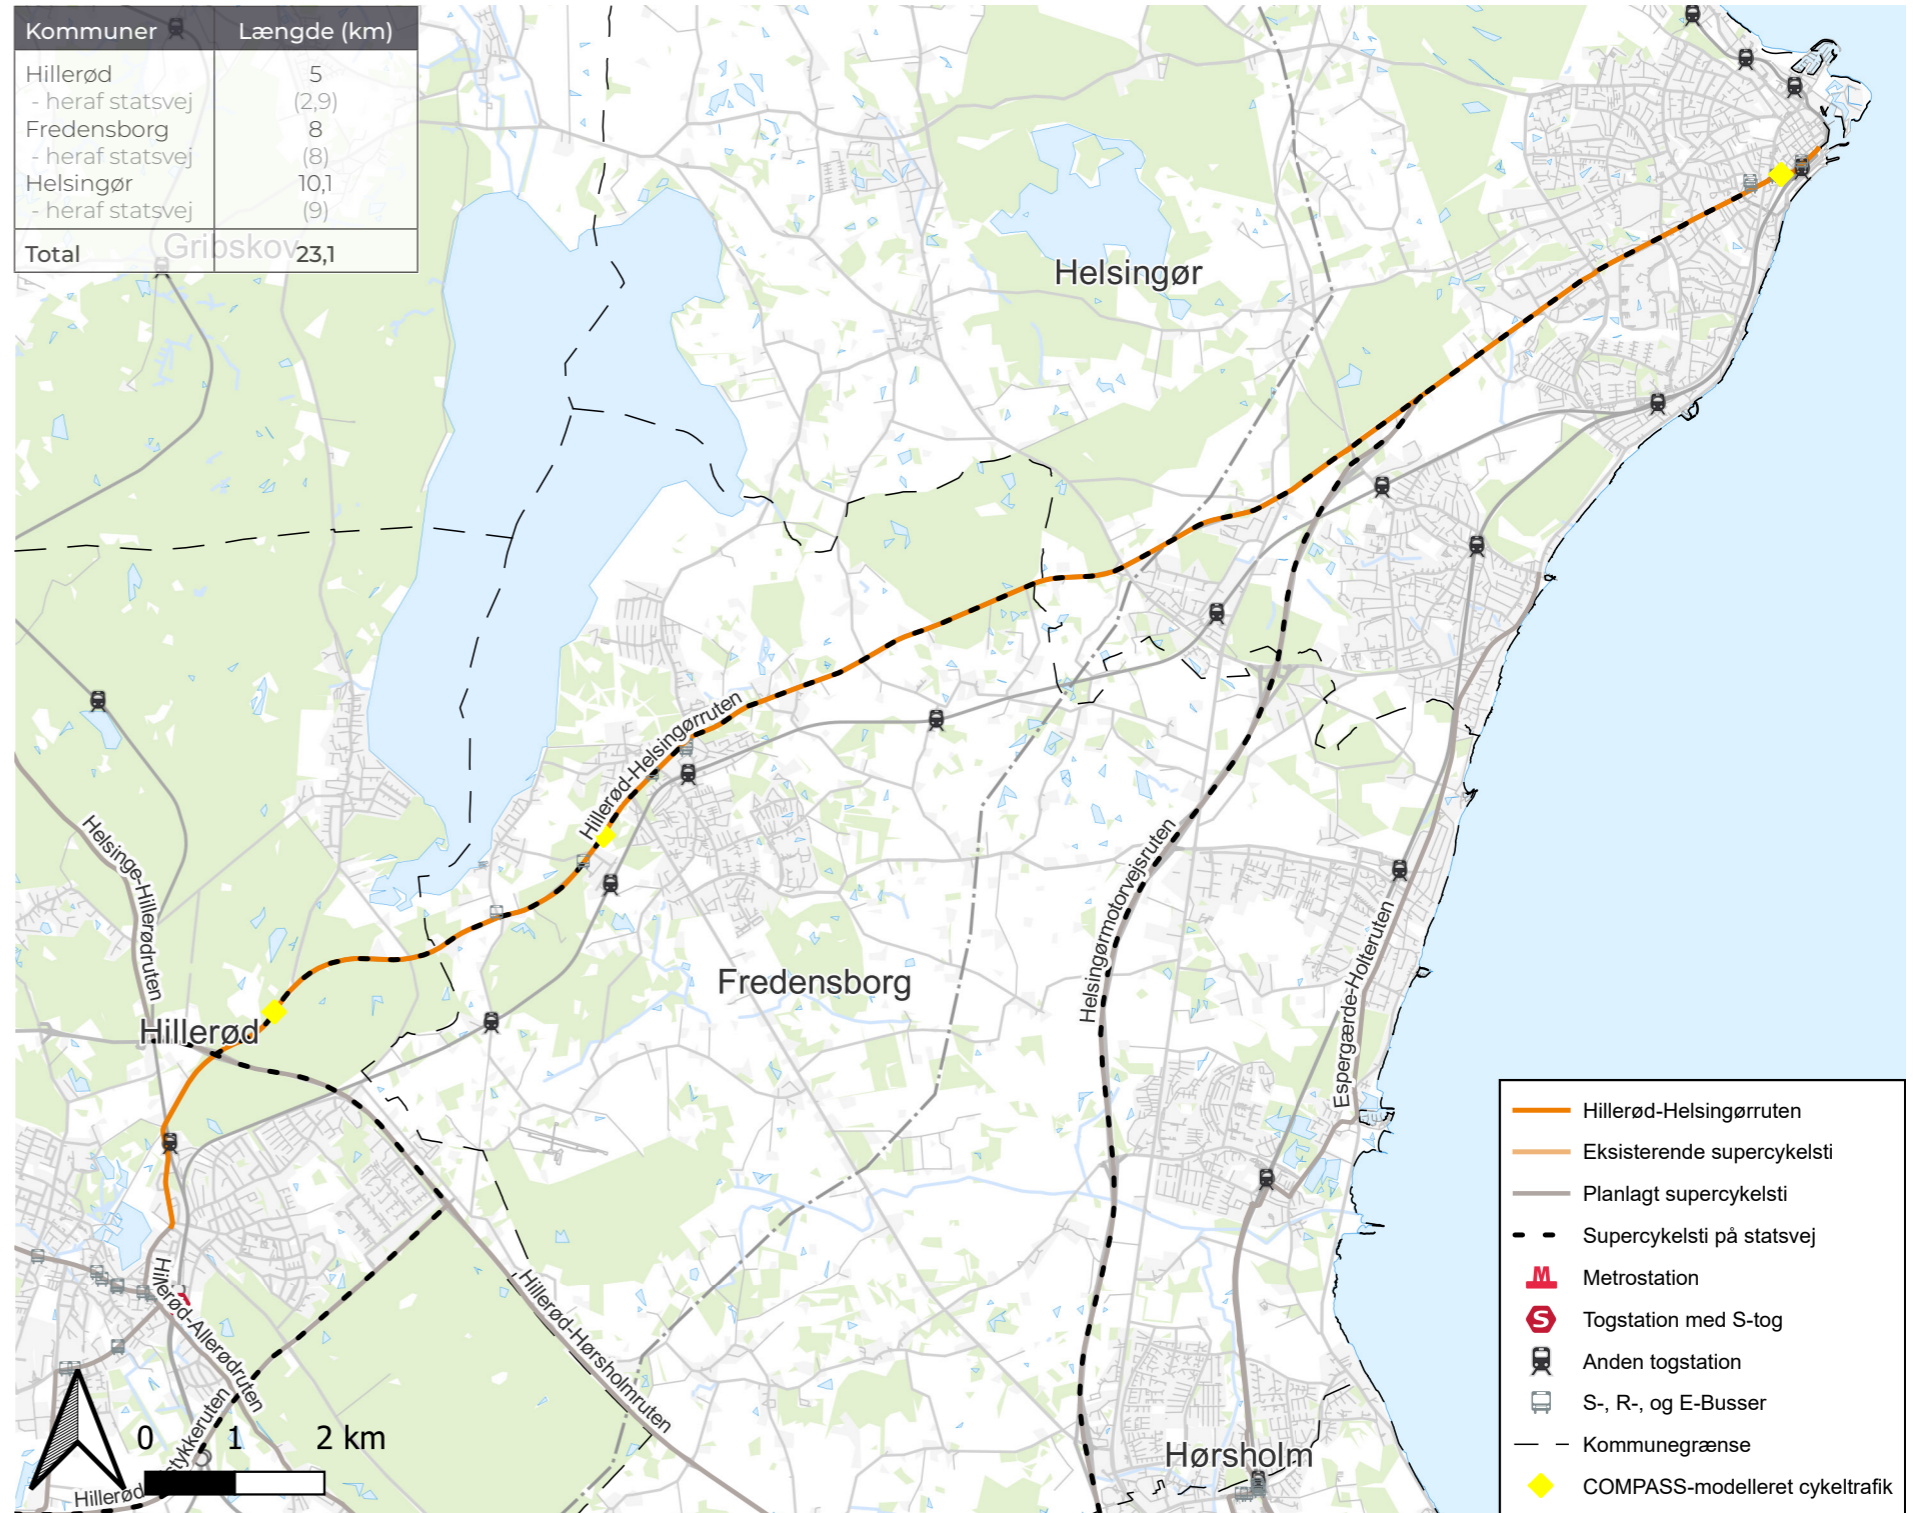 Kommuner Længde (km)
Hillerød 5
- heraf statsvej (2,9)
Fredensborg 8
- heraf statsvej (8)
Helsingør 10,1
- heraf statsvej (9)
Gribskov
Total 23,1
Helsingør
Hillerød-Helsingørruten
Helsinge-Hillerødruten
Fredensborg
Helsingørmotorvejsruten
Espergærde-Holteruten
Hillerød
Hillerød-Allerødruten
Hillerød-Hørsholmruten
Hørsholm
Hillerød stykkeruten
0 1 2 km
Hillerød-Helsingørruten
Eksisterende supercykelsti
Planlagt supercykelsti
Supercykelsti på statsvej
M Metrostation
S Togstation med S-tog
Anden togstation
S-, R-, og E-Busser
Kommunegrænse
COMPASS-modelleret cykeltrafik